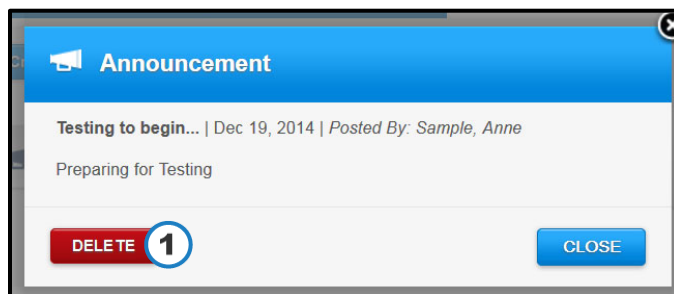 Announcement
Testing to begin... | Dec 19, 2014 | Posted By: Sample, Anne
Preparing for Testing
DELETE 1 CLOSE